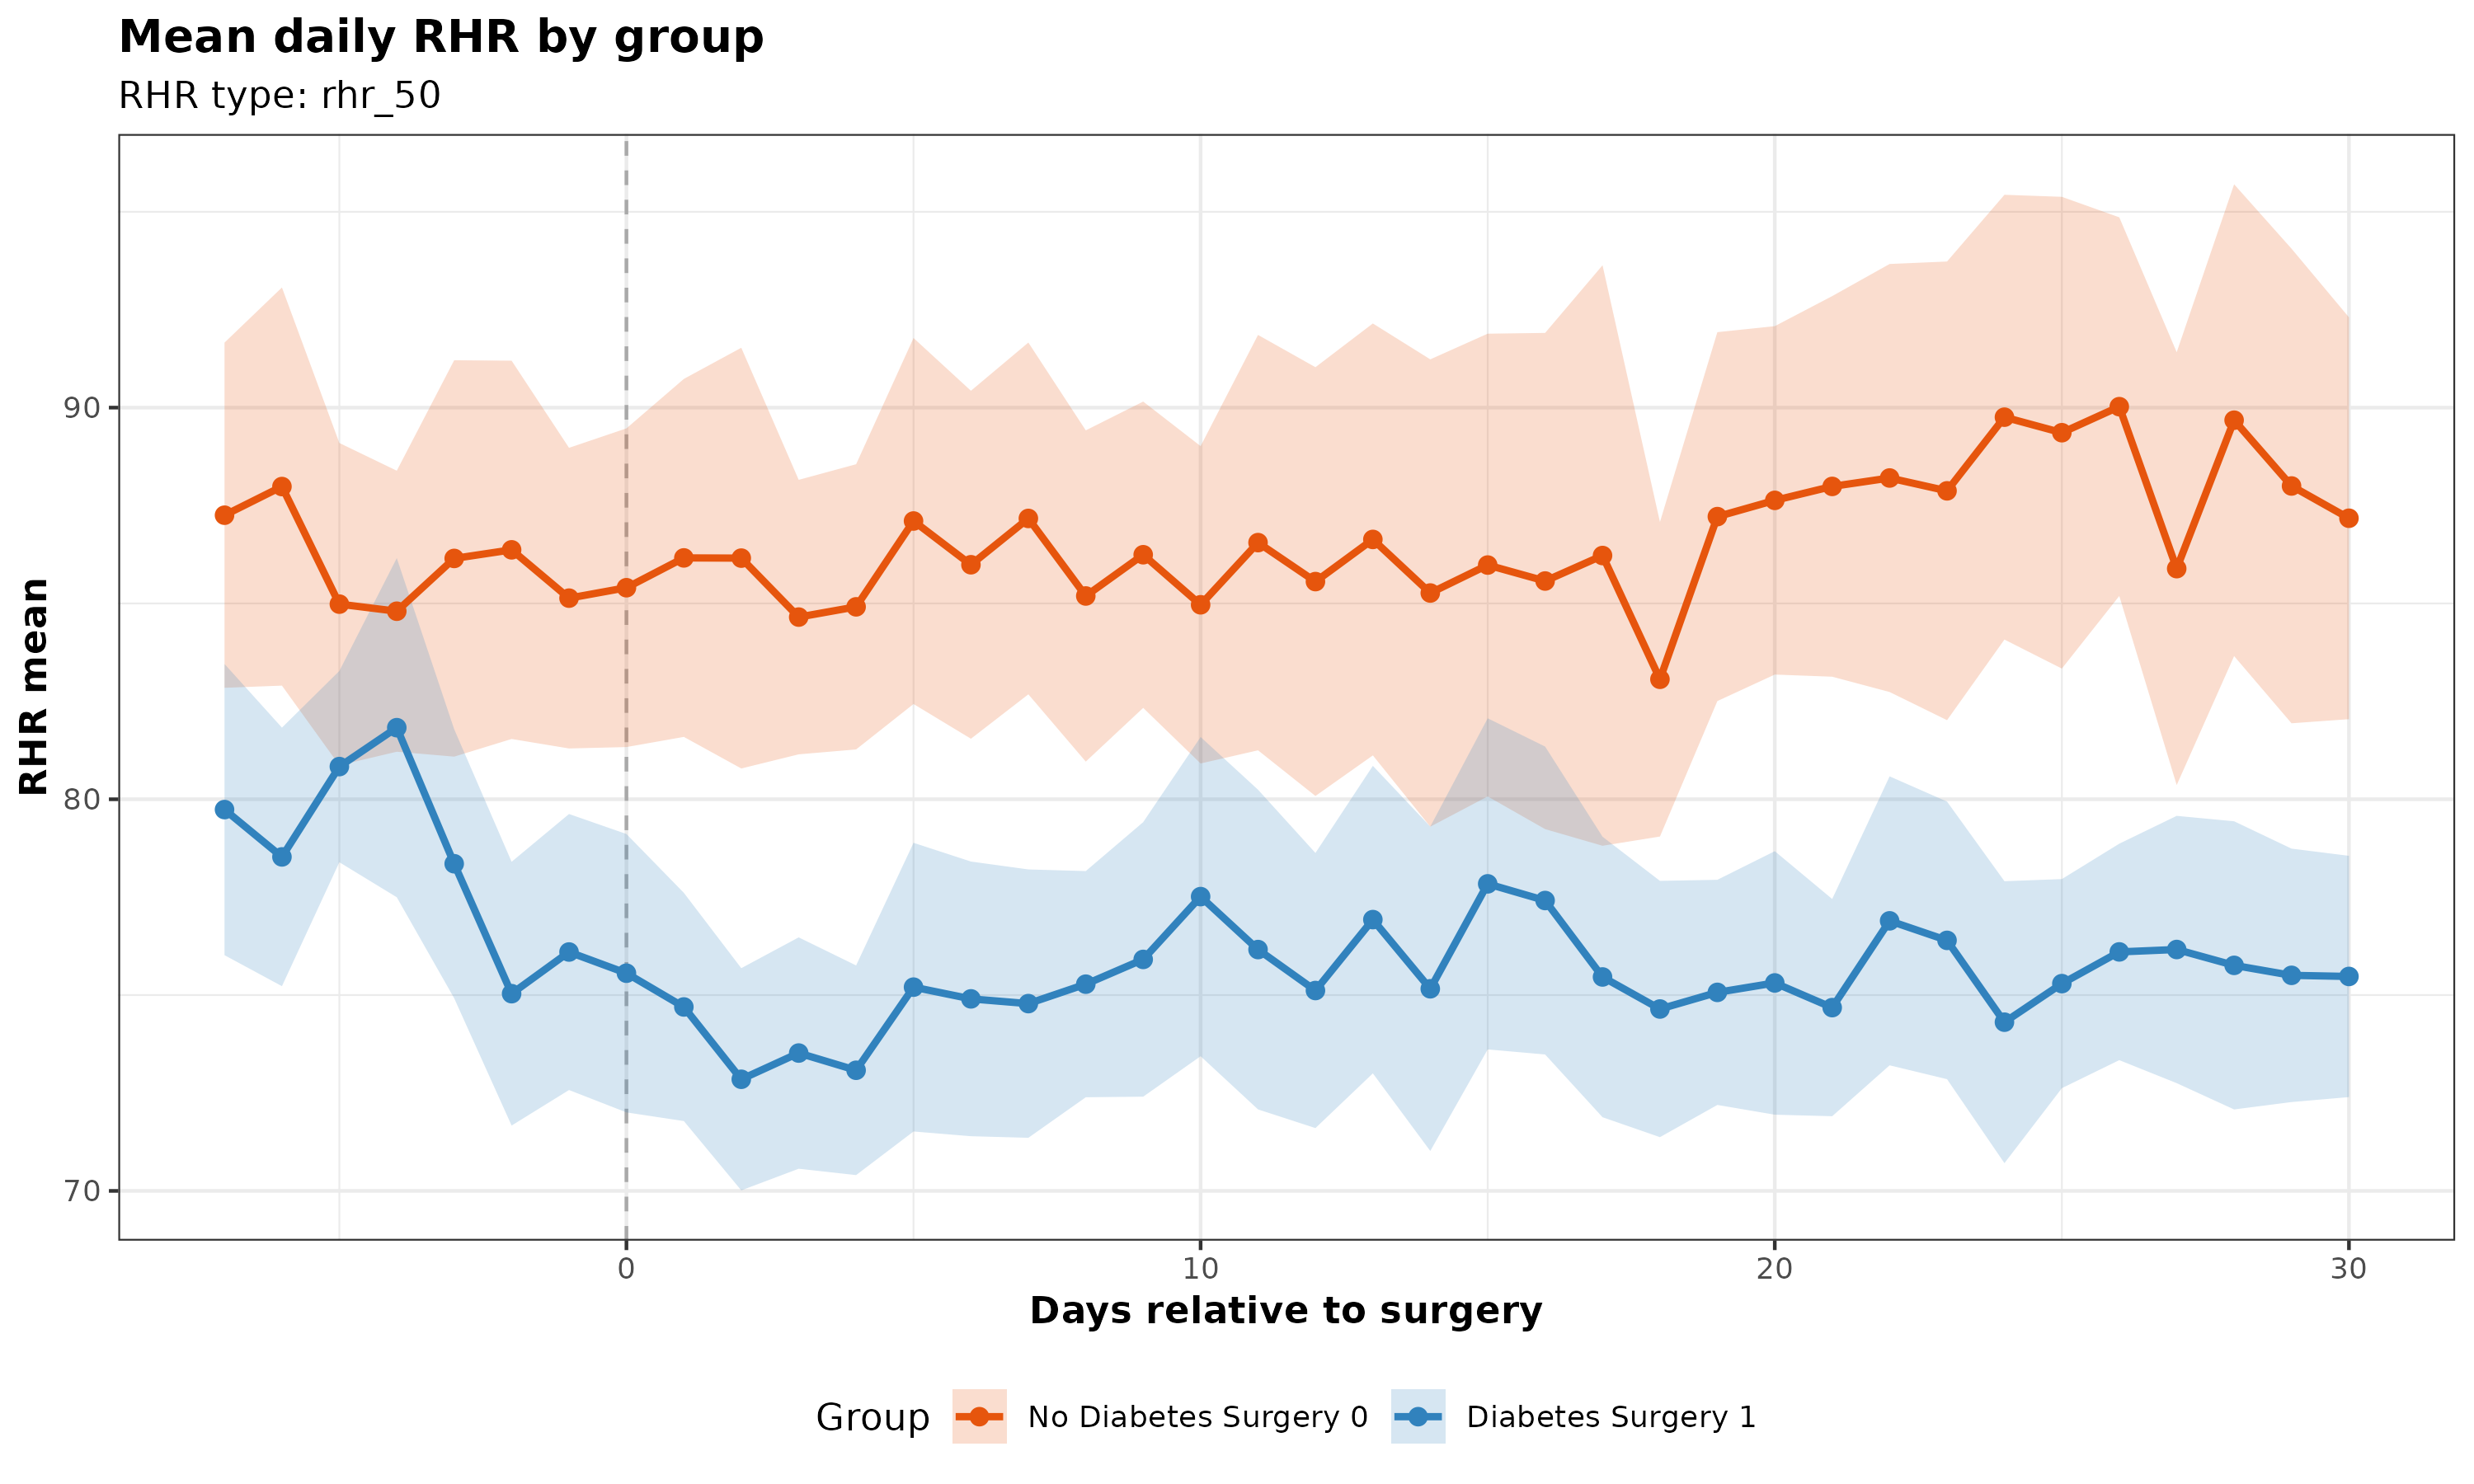 Mean daily RHR by group
RHR type: rhr_50
RHR mean
90
80
70
0 10 20 30
Days relative to surgery
Group No Diabetes Surgery 0 Diabetes Surgery 1